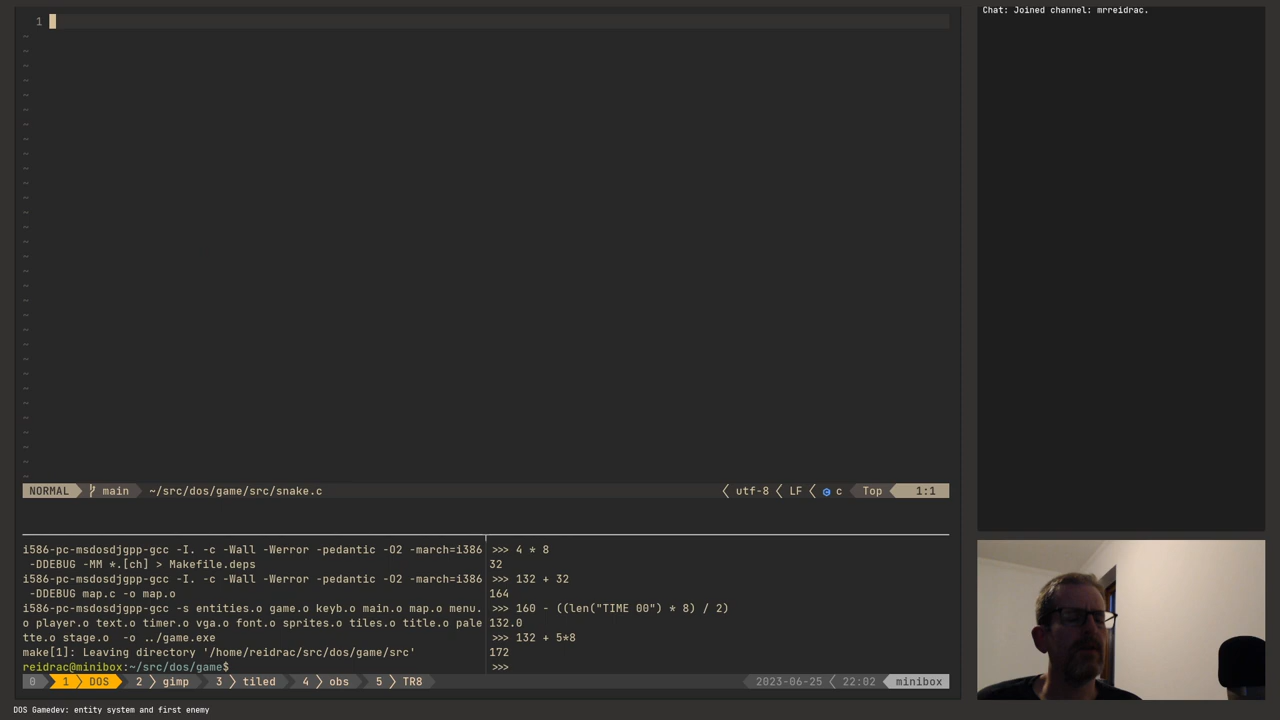 Chat: Joined channel: mrreidrac.
1
NORMAL main ~/src/dos/game/src/snake.c utf-8 LF c Top 1:1
i586-pc-msdosdjgpp-gcc -I. -c -Wall -Werror -pedantic -O2 -march=i386
-DDEBUG -MM *.[ch] > Makefile.deps
i586-pc-msdosdjgpp-gcc -I. -c -Wall -Werror -pedantic -O2 -march=i386
-DDEBUG map.c -o map.o
i586-pc-msdosdjgpp-gcc -s entities.o game.o keyb.o main.o map.o menu.
o player.o text.o timer.o vga.o font.o sprites.o tiles.o title.o pale
tte.o stage.o -o ../game.exe
make[1]: Leaving directory '/home/reidrac/src/dos/game/src'
reidrac@minibox:~/src/dos/game$
>>> 4 * 8
32
>>> 132 + 32
164
>>> 160 - ((len("TIME 00") * 8) / 2)
132.0
>>> 132 + 5*8
172
>>>
0 1 DOS 2 gimp 3 tiled 4 obs 5 TR8 2023-06-25 22:02 minibox
DOS Gamedev: entity system and first enemy